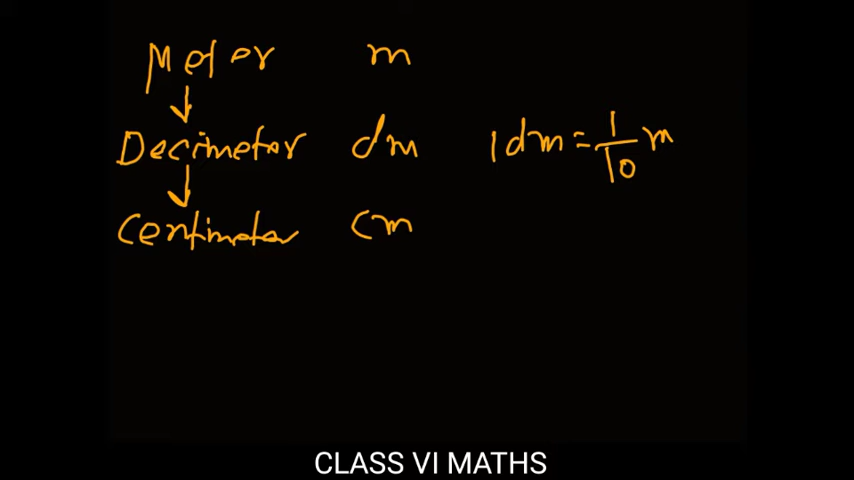 Meter m
Decimeter dm 1dm = 1/10 m
Centimeter cm
CLASS VI MATHS